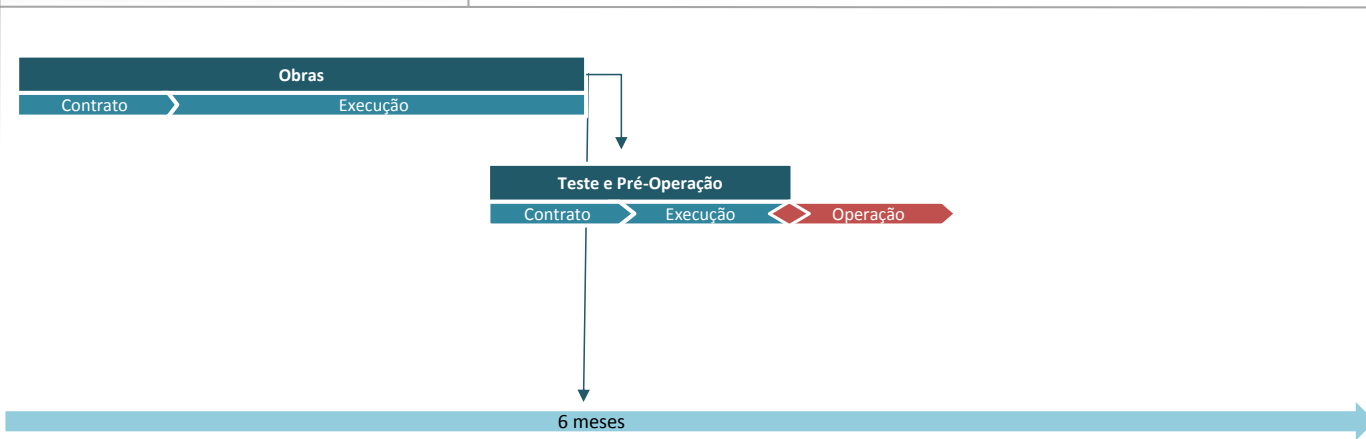 Obras
Contrato
Execução
Teste e Pré-Operação
Contrato
Execução
Operação
6 meses